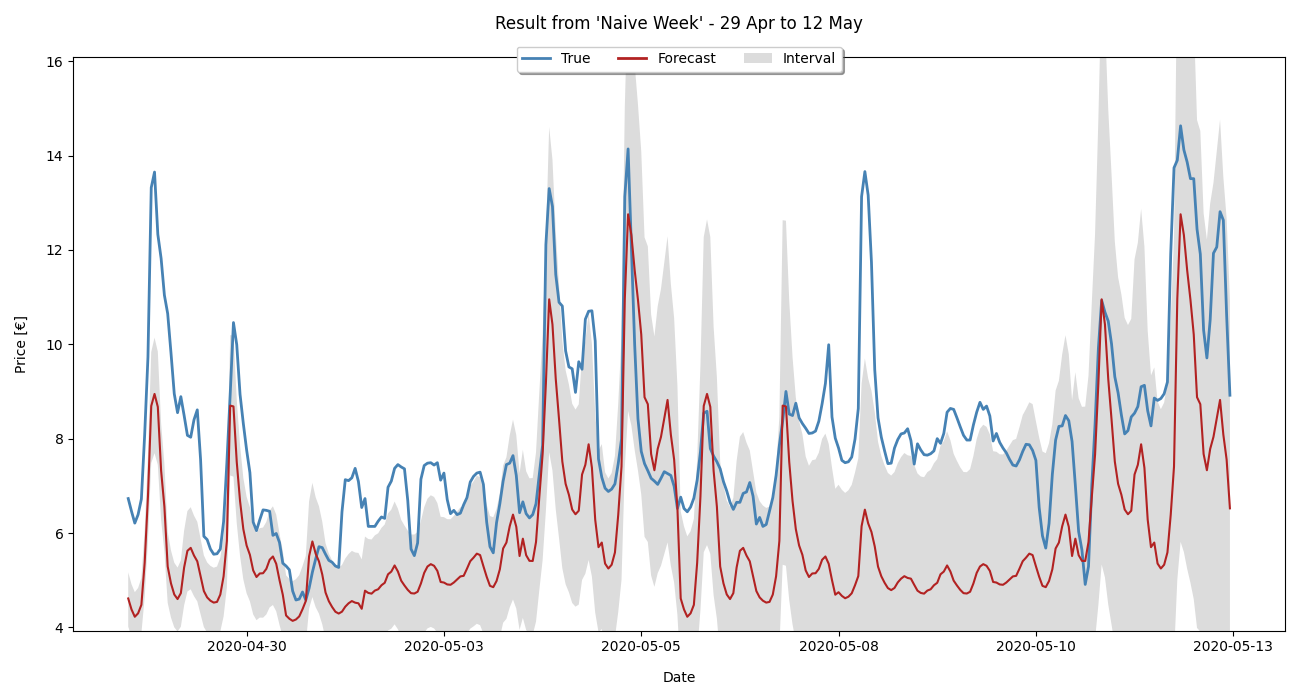 Result from 'Naive Week' - 29 Apr to 12 May
True Forecast Interval
16
14
12
10
8
6
4
Price [€]
2020-04-30 2020-05-03 2020-05-05 2020-05-08 2020-05-10 2020-05-13
Date